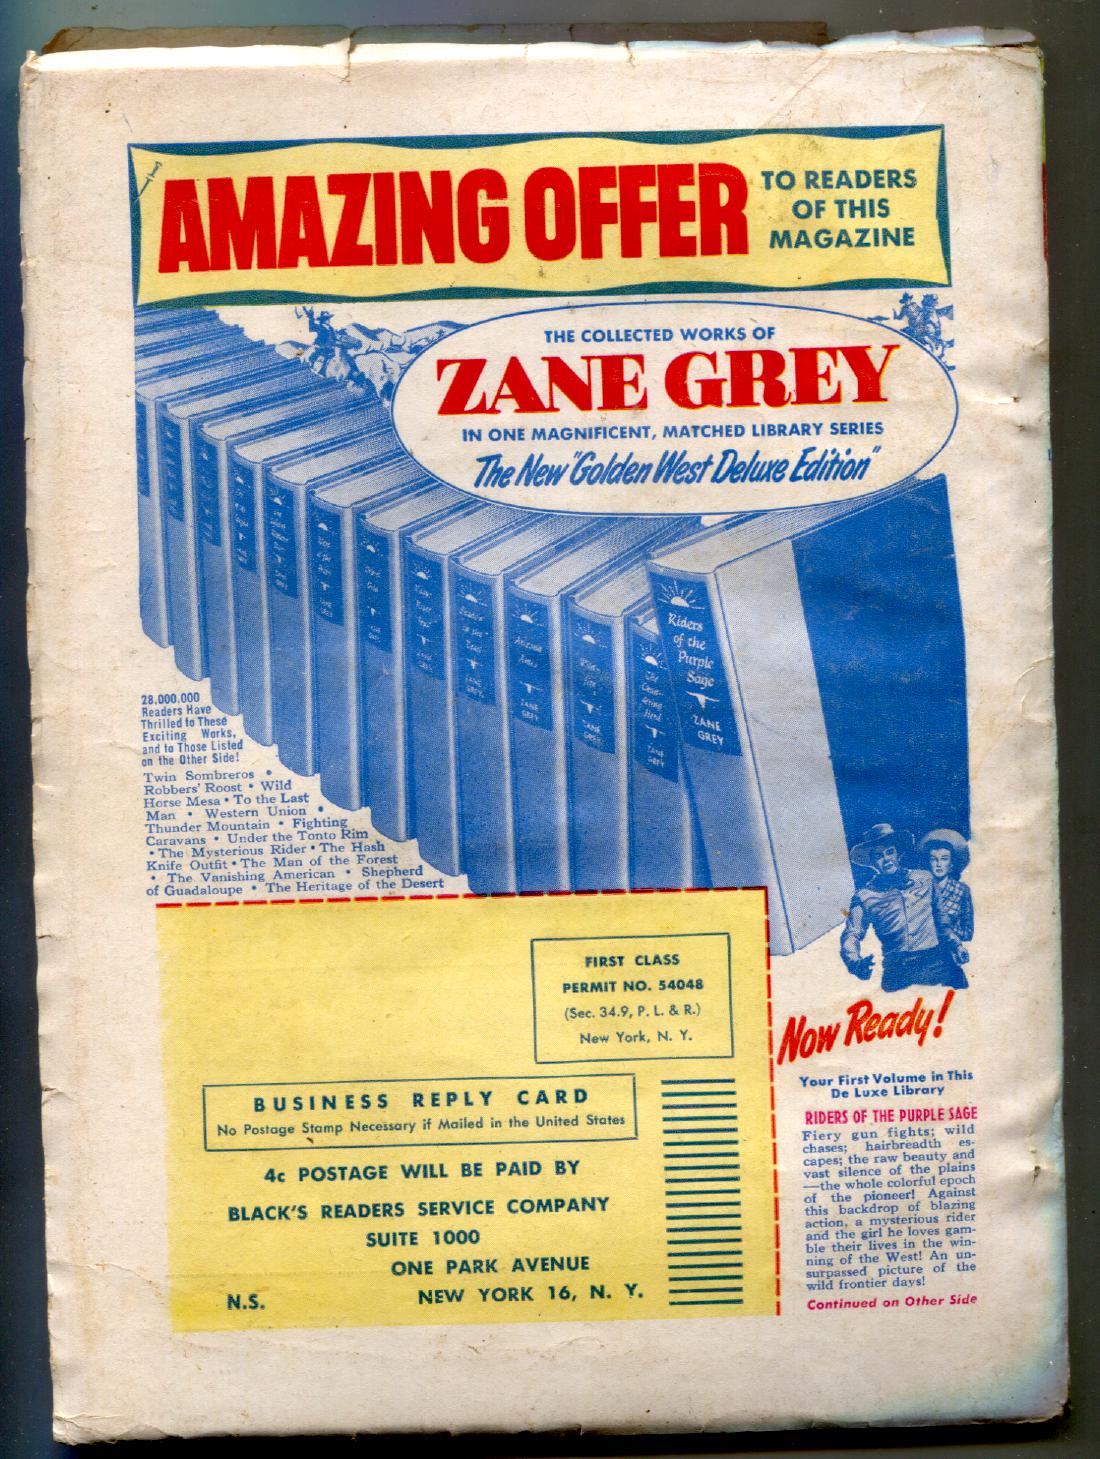 AMAZING OFFER
TO READERS
OF THIS
MAGAZINE
THE COLLECTED WORKS OF
ZANE GREY
IN ONE MAGNIFICENT, MATCHED LIBRARY SERIES
The New "Golden West Deluxe Edition"
Riders
of the
Purple
Sage
ZANE
GREY
28,000,000
Readers Have
Thrilled to These
Exciting Works,
and to Those Listed
on the Other Side!
Twin Sombreros •
Robbers' Roost • Wild
Horse Mesa • To the Last
Man • Western Union •
Thunder Mountain • Fighting
Caravans • Under the Tonto Rim
• The Mysterious Rider • The Hash
Knife Outfit • The Man of the Forest
• The Vanishing American • Shepherd
of Guadaloupe • The Heritage of the Desert
FIRST CLASS
PERMIT NO. 54048
(Sec. 34.9, P. L. & R.)
New York, N. Y.
BUSINESS REPLY CARD
No Postage Stamp Necessary if Mailed in the United States
4c POSTAGE WILL BE PAID BY
BLACK'S READERS SERVICE COMPANY
SUITE 1000
ONE PARK AVENUE
NEW YORK 16, N. Y.
N.S.
Now Ready!
Your First Volume in This
De Luxe Library
RIDERS OF THE PURPLE SAGE
Fiery gun fights; wild
chases; hairbreadth es-
capes; the raw beauty and
vast silence of the plains
—the whole colorful epoch
of the pioneer! Against
this backdrop of blazing
action, a mysterious rider
and the girl he loves gam-
ble their lives in the win-
ning of the West! An un-
surpassed picture of the
wild frontier days!
Continued on Other Side